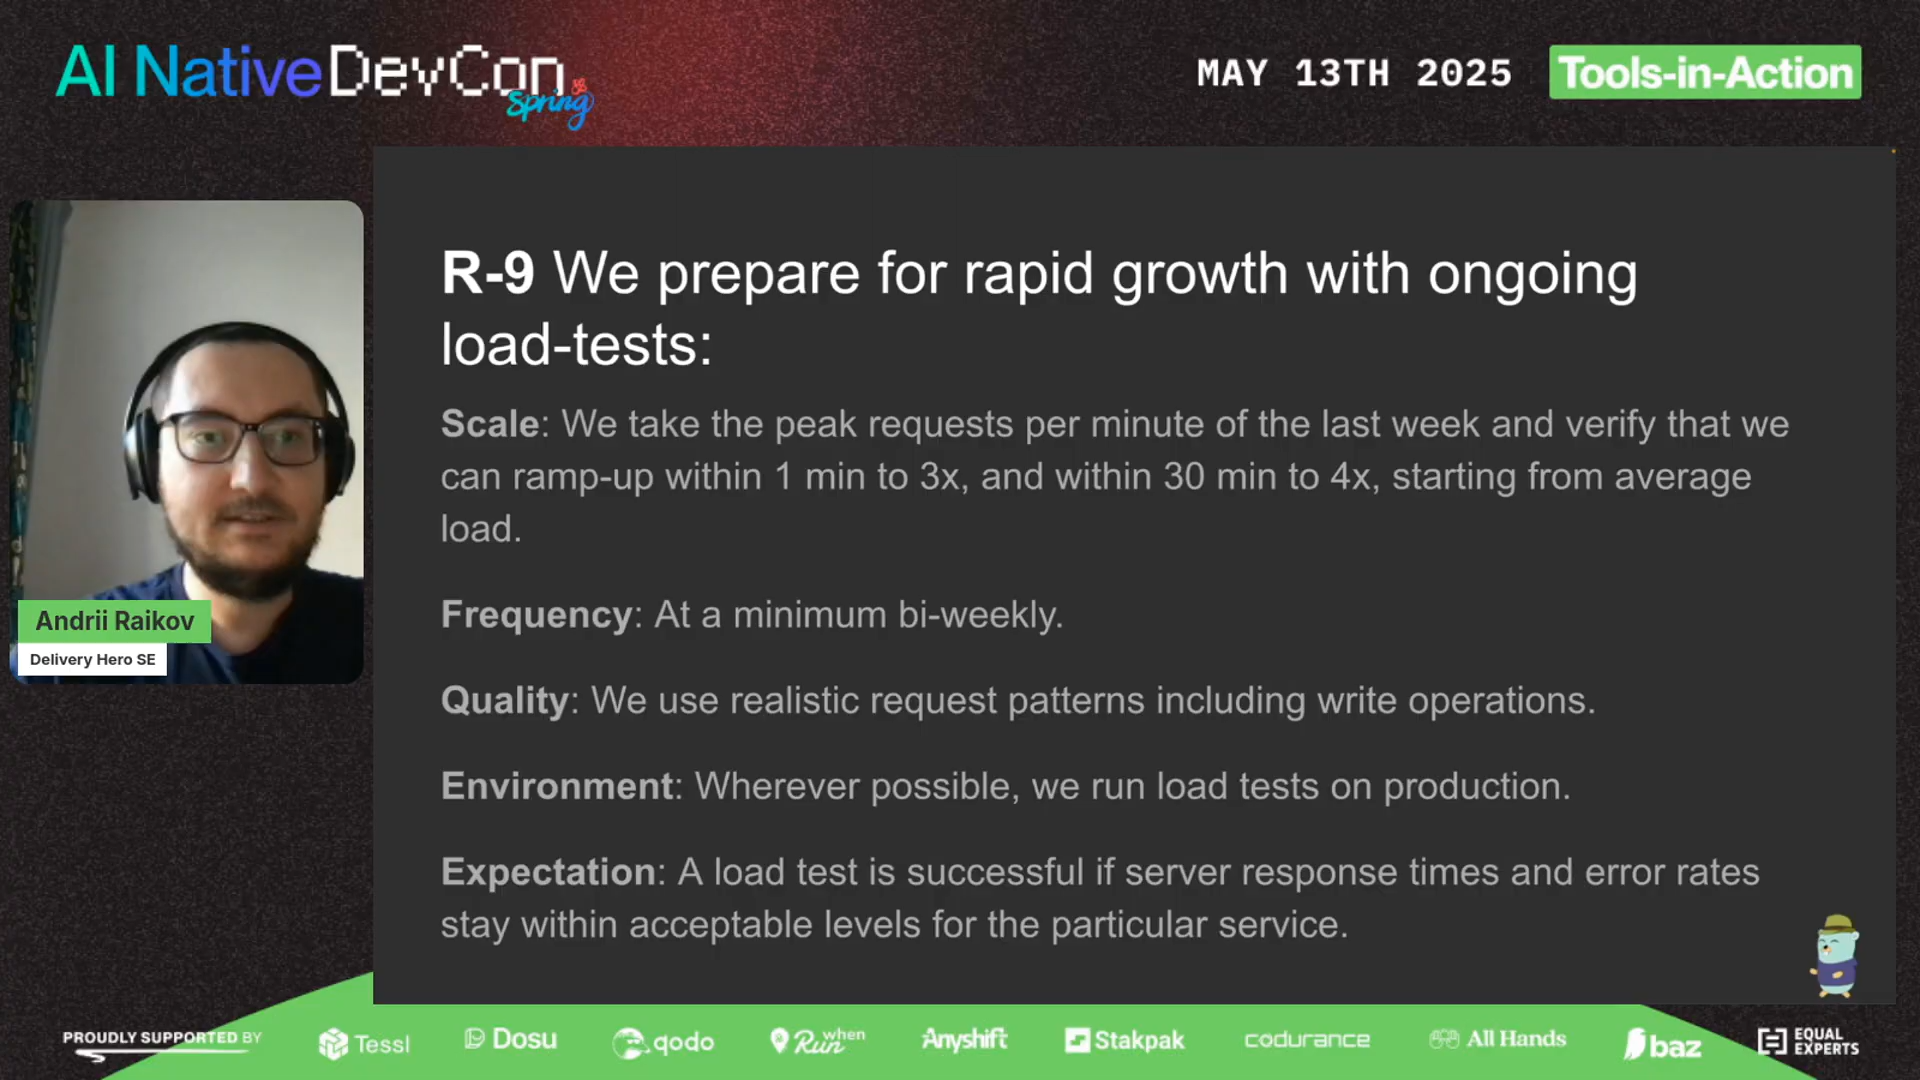 AI Native DevCon
Spring
MAY 13TH 2025
Tools-in-Action
R-9 We prepare for rapid growth with ongoing
load-tests:
Scale: We take the peak requests per minute of the last week and verify that we
can ramp-up within 1 min to 3x, and within 30 min to 4x, starting from average
load.
Frequency: At a minimum bi-weekly.
Quality: We use realistic request patterns including write operations.
Environment: Wherever possible, we run load tests on production.
Expectation: A load test is successful if server response times and error rates
stay within acceptable levels for the particular service.
Andrii Raikov
Delivery Hero SE
PROUDLY SUPPORTED BY
Tessl
Dosu
qodo
RunWhen
Anyshift
Stakpak
codurance
All Hands
baz
EQUAL
EXPERTS